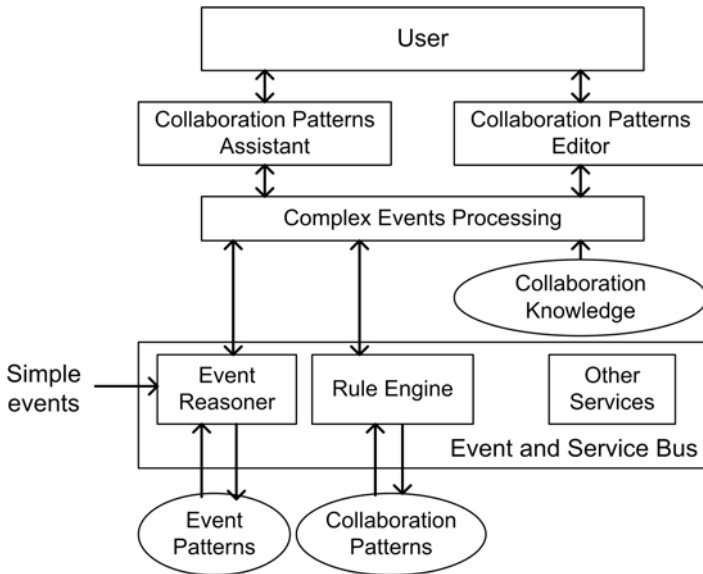 User
Collaboration Patterns
Assistant
Collaboration Patterns
Editor
Complex Events Processing
Collaboration
Knowledge
Simple
events
Event
Reasoner
Rule Engine
Other
Services
Event and Service Bus
Event
Patterns
Collaboration
Patterns